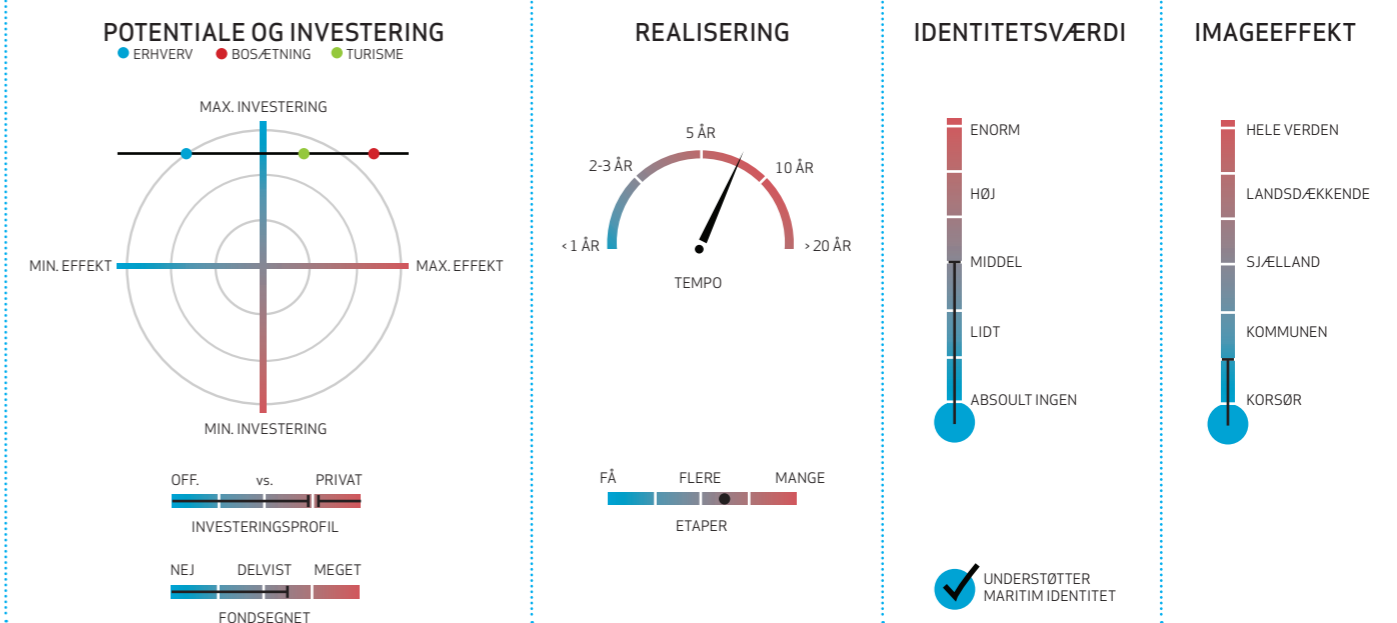 POTENTIALE OG INVESTERING
ERHVERV BOSÆTNING TURISME
MAX. INVESTERING
MIN. EFFEKT
MAX. EFFEKT
MIN. INVESTERING
OFF. vs. PRIVAT
INVESTERINGSPROFIL
NEJ DELVIST MEGET
FONDSEGNET
REALISERING
5 ÅR
2-3 ÅR
10 ÅR
< 1 ÅR
> 20 ÅR
TEMPO
FÅ FLERE MANGE
ETAPER
IDENTITETSVÆRDI
ENORM
HØJ
MIDDEL
LIDT
ABSOULT INGEN
UNDERSTØTTER
MARITIM IDENTITET
IMAGEEFFEKT
HELE VERDEN
LANDSDÆKKENDE
SJÆLLAND
KOMMUNEN
KORSØR